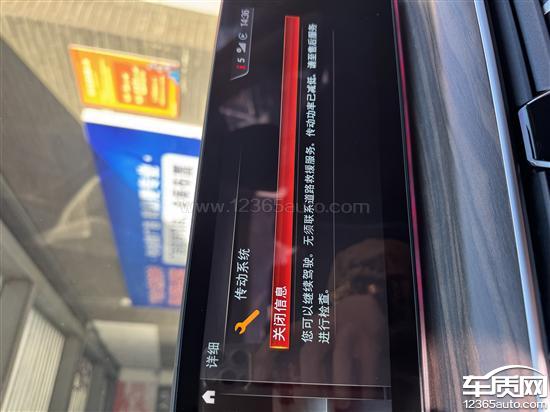 详细
5 14:36
传动系统
关闭信息
您可以继续驾驶。无须联系道路救援服务。传动功率已减低。请至售后服务
进行检查。
www.12365auto.com
车质网
12365auto.com